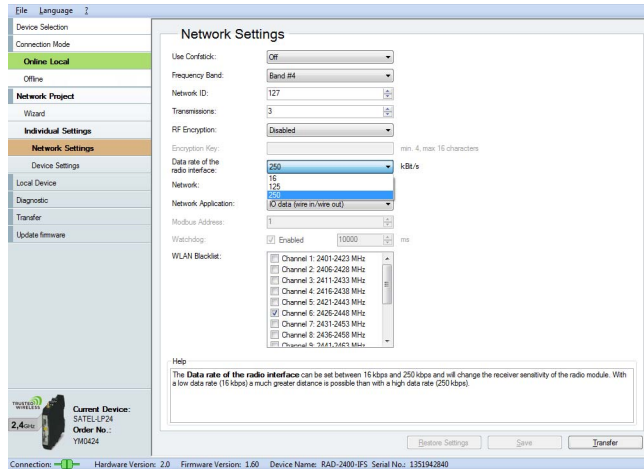 File Language ?
Device Selection
Connection Mode
Online Local
Offline
Network Project
Wizard
Individual Settings
Network Settings
Device Settings
Local Device
Diagnostic
Transfer
Update firmware
TRUSTED WIRELESS
2,4GHz
Current Device:
SATEL-LP24
Order No.:
YM0424
Network Settings
Use Confstick: Off
Frequency Band: Band #4
Network ID: 127
Transmissions: 3
RF Encryption: Disabled
Encryption Key: min. 4, max 16 characters
Data rate of the
radio interface: 250 kBit/s
16
125
250
Network:
Network Application: IO data (wire in/wire out)
Modbus Address: 1
Watchdog: Enabled 10000 ms
WLAN Blacklist:
Channel 1: 2401-2423 MHz
Channel 2: 2406-2428 MHz
Channel 3: 2411-2433 MHz
Channel 4: 2416-2438 MHz
Channel 5: 2421-2443 MHz
Channel 6: 2426-2448 MHz
Channel 7: 2431-2453 MHz
Channel 8: 2436-2458 MHz
Channel 9: 2441-2463 MHz
Help
The Data rate of the radio interface can be set between 16 kbps and 250 kbps and will change the receiver sensitivity of the radio module. With
a low data rate (16 kbps) a much greater distance is possible than with a high data rate (250 kbps).
Restore Settings Save Transfer
Connection: Hardware Version: 2.0 Firmware Version: 1.60 Device Name: RAD-2400-IFS Serial No.: 1351942840